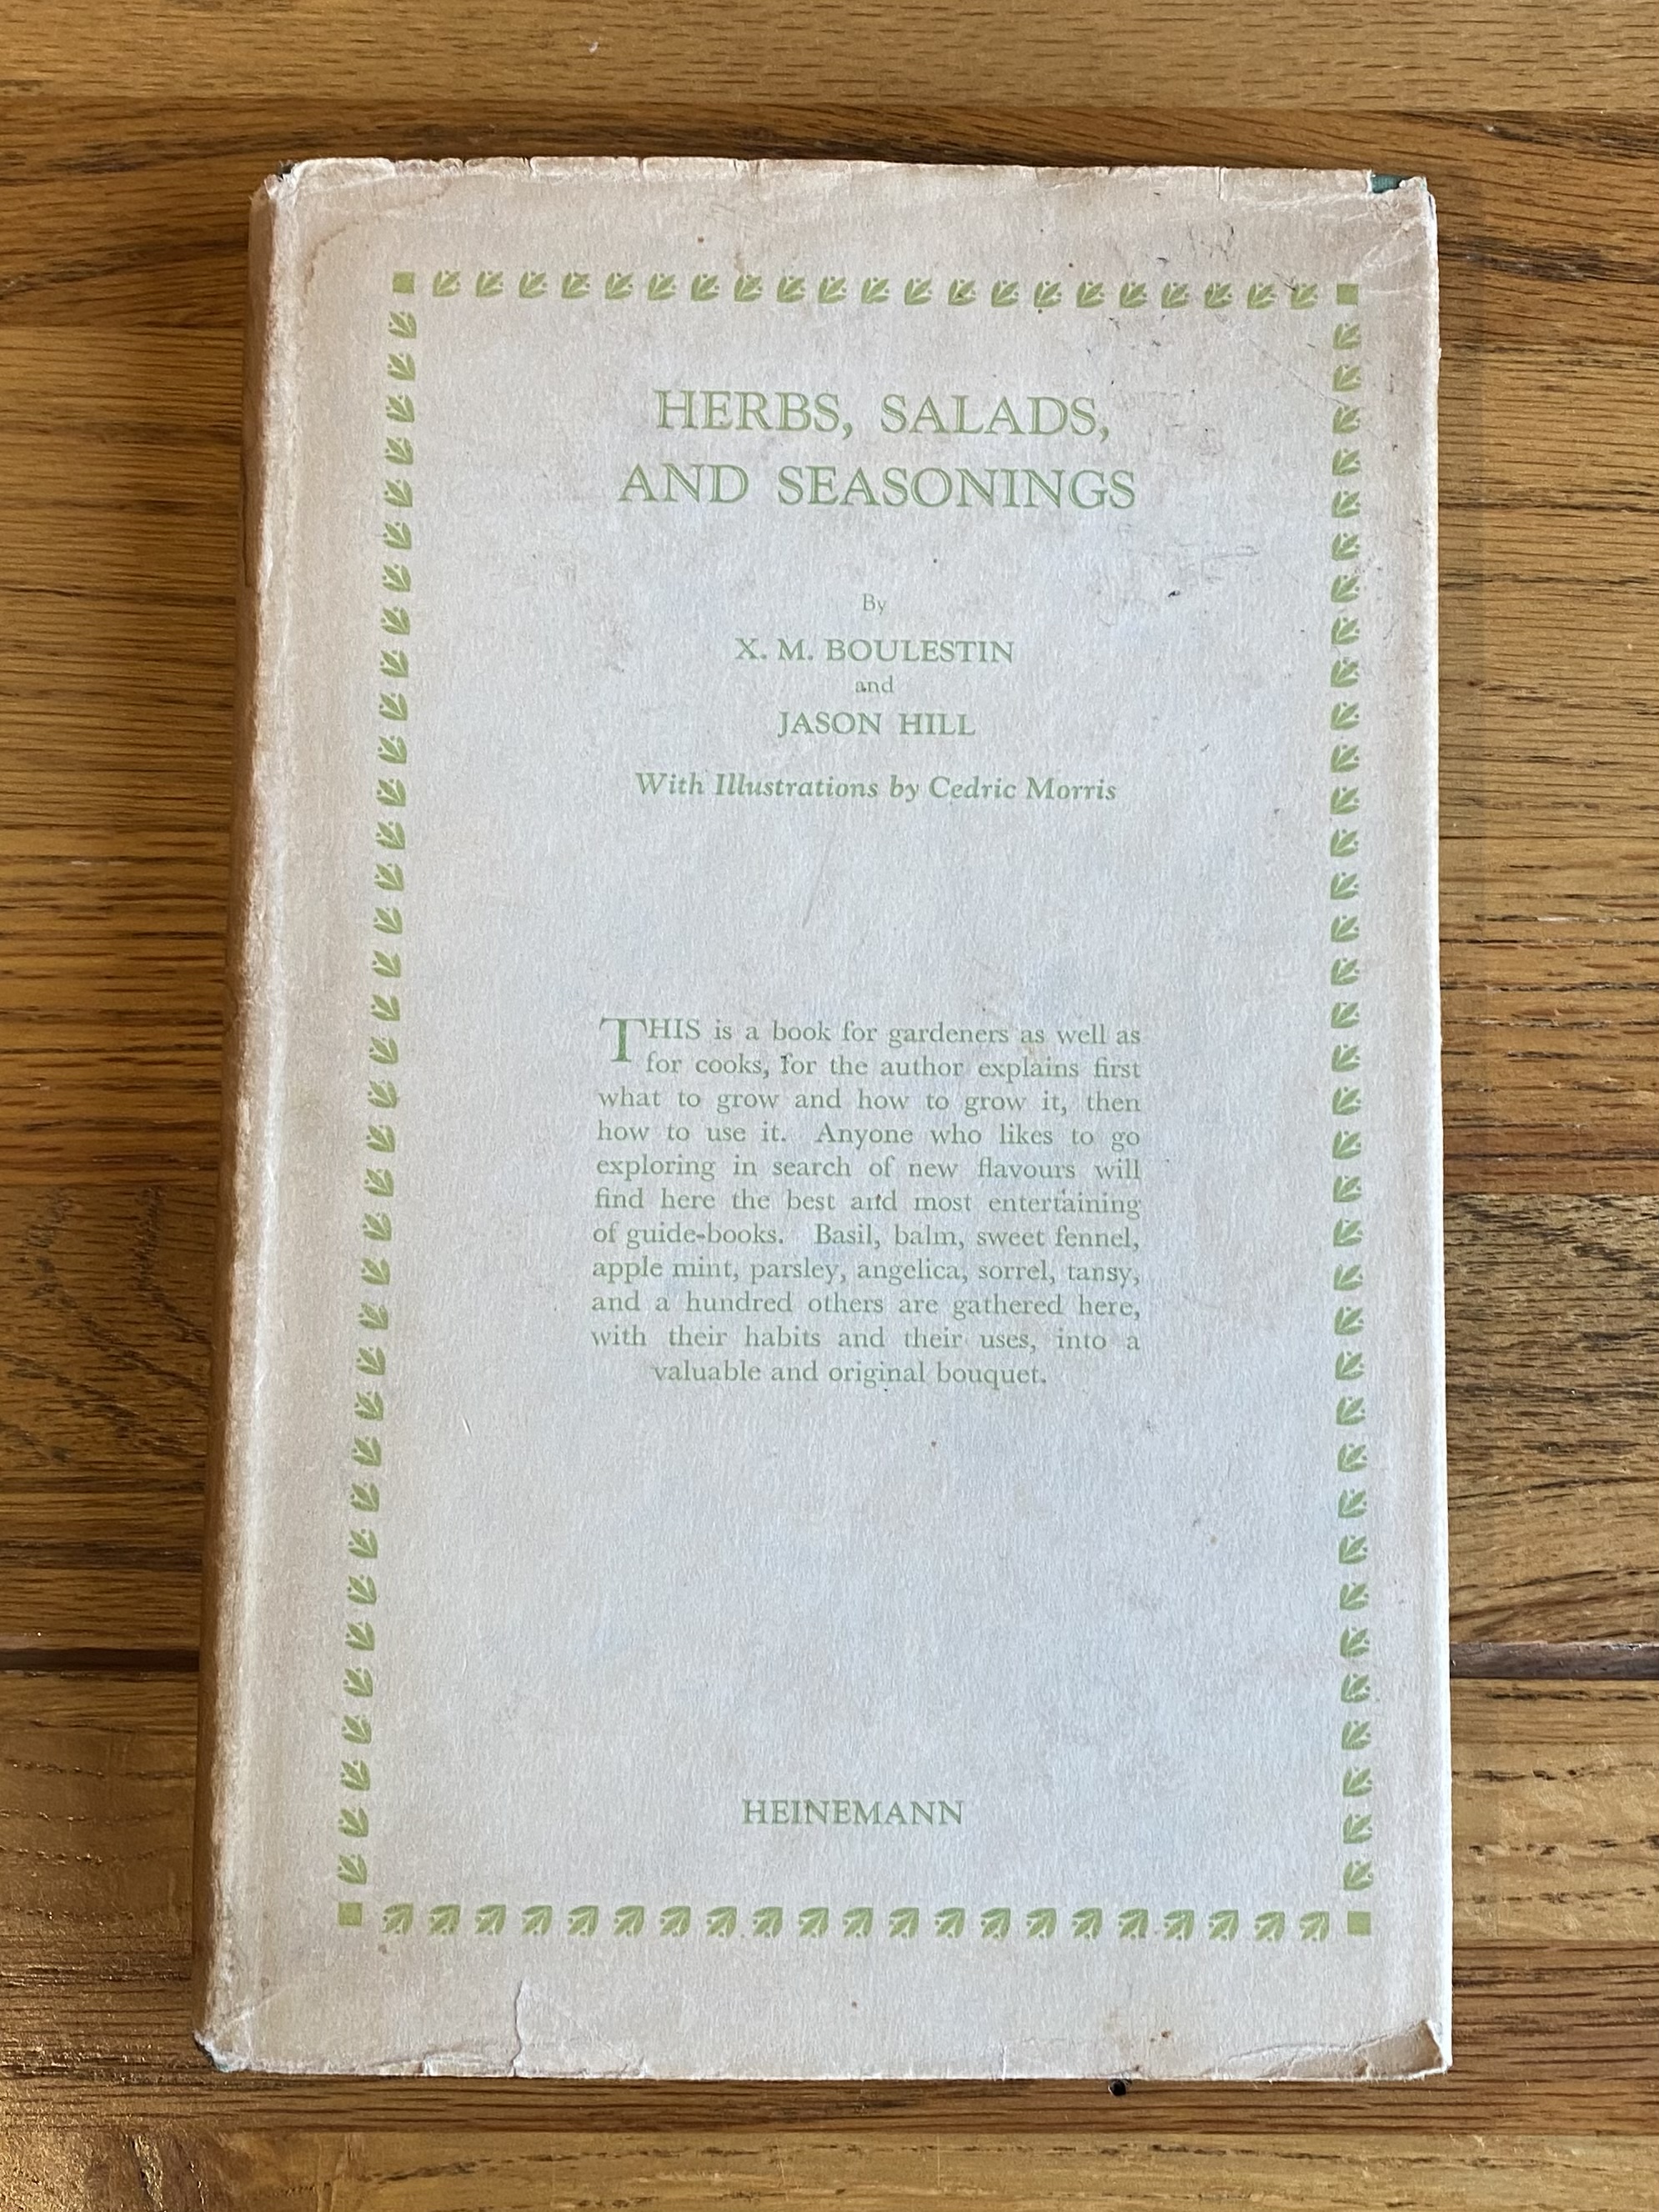 HERBS, SALADS,
AND SEASONINGS
By
X. M. BOULESTIN
and
JASON HILL
With Illustrations by Cedric Morris
THIS is a book for gardeners as well as
for cooks, for the author explains first
what to grow and how to grow it, then
how to use it. Anyone who likes to go
exploring in search of new flavours will
find here the best and most entertaining
of guide-books. Basil, balm, sweet fennel,
apple mint, parsley, angelica, sorrel, tansy,
and a hundred others are gathered here,
with their habits and their uses, into a
valuable and original bouquet.
HEINEMANN